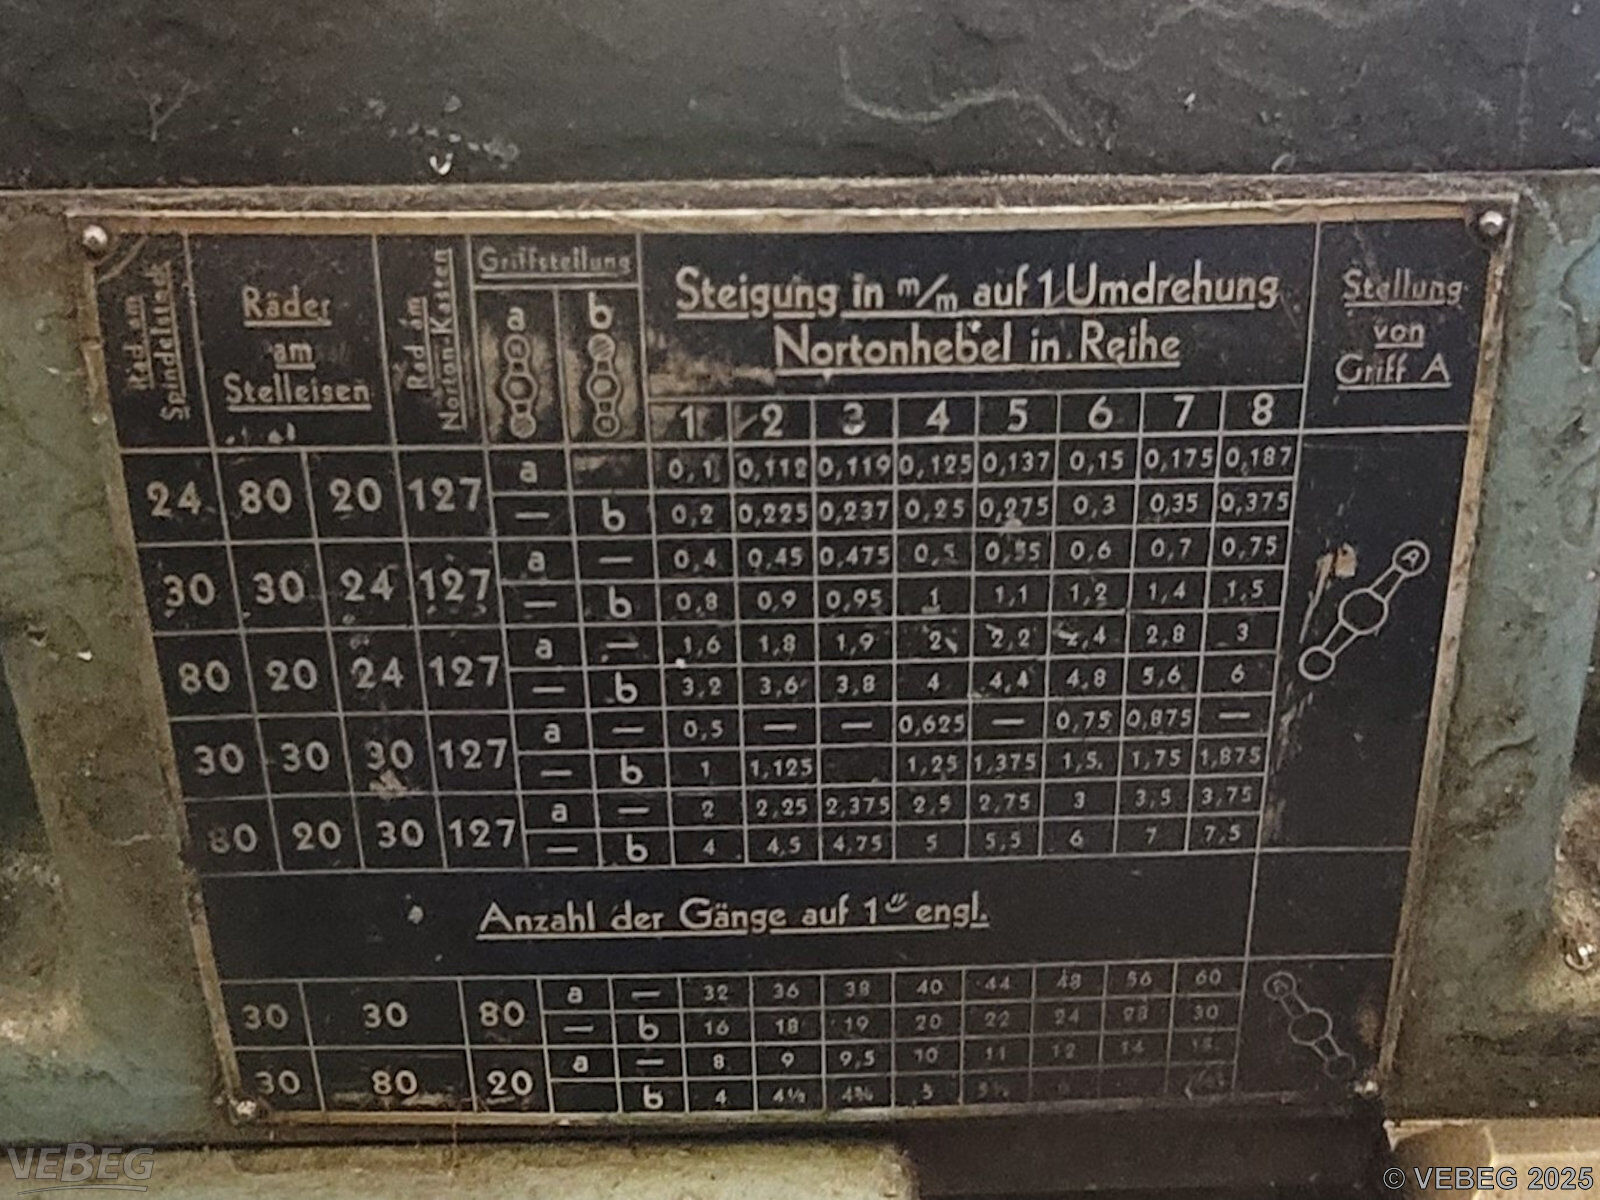 Rad am Spindelstock
Räder am Stelleisen
Rad am Norton-Kasten
Griffstellung
a b
Steigung in m/m auf 1 Umdrehung
Nortonhebel in Reihe
Stellung von Griff A
1 2 3 4 5 6 7 8
24 80 20 127
a 0,1 0,112 0,119 0,125 0,137 0,15 0,175 0,187
— b 0,2 0,225 0,237 0,25 0,275 0,3 0,35 0,375
30 30 24 127
a — 0,4 0,45 0,475 0,5 0,55 0,6 0,7 0,75
— b 0,8 0,9 0,95 1 1,1 1,2 1,4 1,5
80 20 24 127
a — 1,6 1,8 1,9 2 2,2 2,4 2,8 3
— b 3,2 3,6 3,8 4 4,4 4,8 5,6 6
30 30 30 127
a — 0,5 — — 0,625 — 0,75 0,875 —
— b 1 1,125 1,25 1,375 1,5 1,75 1,875
80 20 30 127
a — 2 2,25 2,375 2,5 2,75 3 3,5 3,75
— b 4 4,5 4,75 5 5,5 6 7 7,5
A
Anzahl der Gänge auf 1" engl.
30 30 80
a — 32 36 38 40 44 48 56 60
— b 16 18 19 20 22 24 28 30
30 80 20
a — 8 9 9,5 10 11 12 14
b 4 4½ 4¾ 5 5½
A
VEBEG
© VEBEG 2025